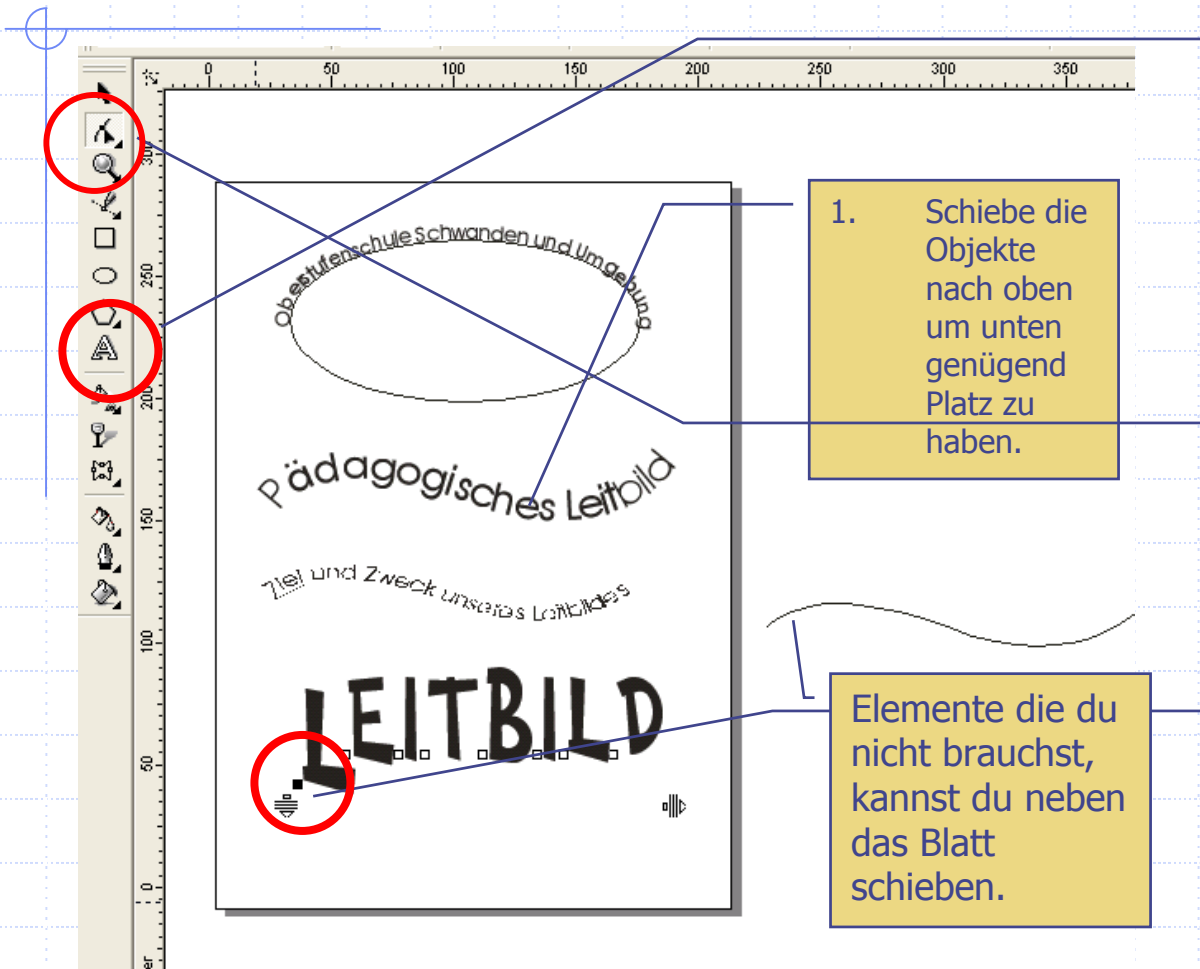 0 50 100 150 200 250 300 350
300
250
200
150
100
50
0
Oberstufenschule Schwanden und Umgebung
Pädagogisches Leitbild
Ziel und Zweck unseres Leitbildes
LEITBILD
1. Schiebe die
Objekte
nach oben
um unten
genügend
Platz zu
haben.
Elemente die du
nicht brauchst,
kannst du neben
das Blatt
schieben.